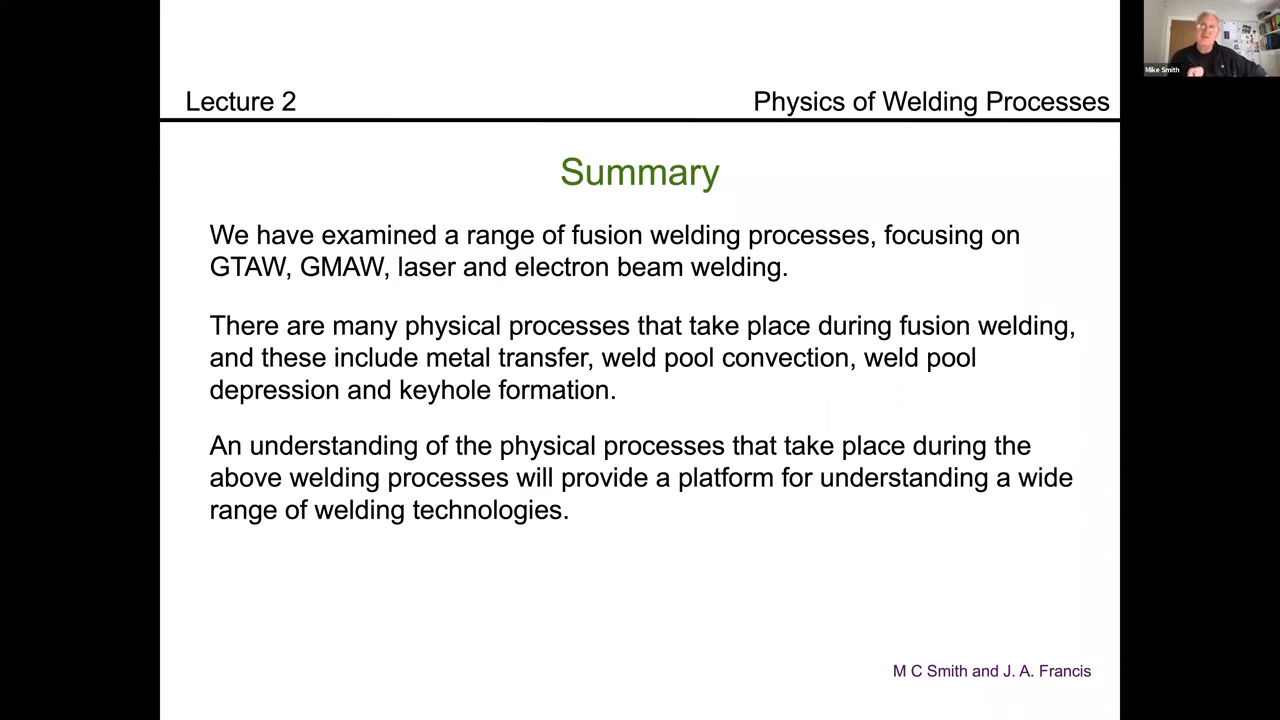 Mike Smith
Lecture 2
Physics of Welding Processes
Summary
We have examined a range of fusion welding processes, focusing on
GTAW, GMAW, laser and electron beam welding.
There are many physical processes that take place during fusion welding,
and these include metal transfer, weld pool convection, weld pool
depression and keyhole formation.
An understanding of the physical processes that take place during the
above welding processes will provide a platform for understanding a wide
range of welding technologies.
M C Smith and J. A. Francis